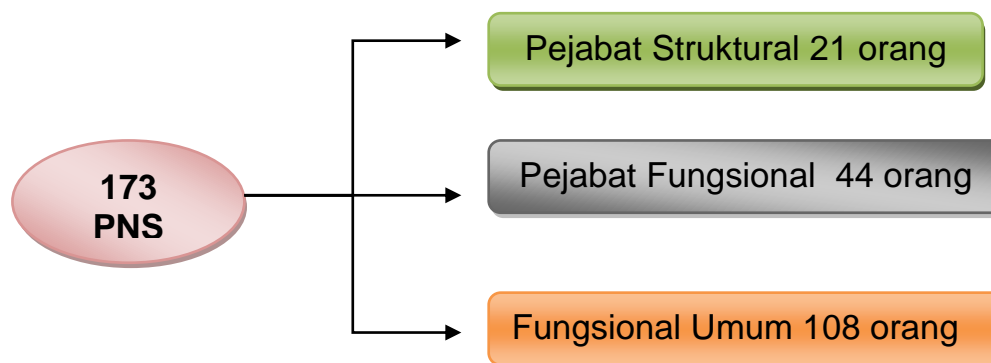 Pejabat Struktural 21 orang
173
PNS
Pejabat Fungsional 44 orang
Fungsional Umum 108 orang